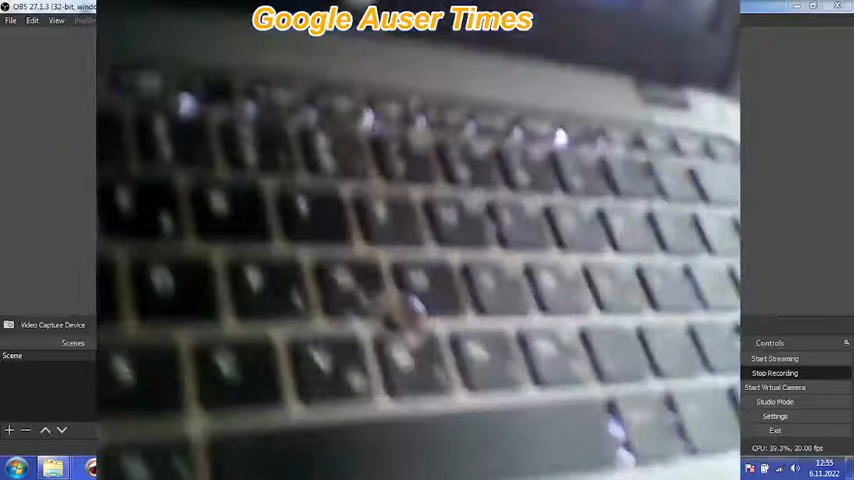 Google Auser Times
OBS 27.1.3 (32-bit, windo
File Edit View Profile
Video Capture Device
Scenes
Scene
Controls
Start Streaming
Stop Recording
Start Virtual Camera
Studio Mode
Settings
Exit
CPU: 19.3%, 20.00 fps
12:55
6.11.2022